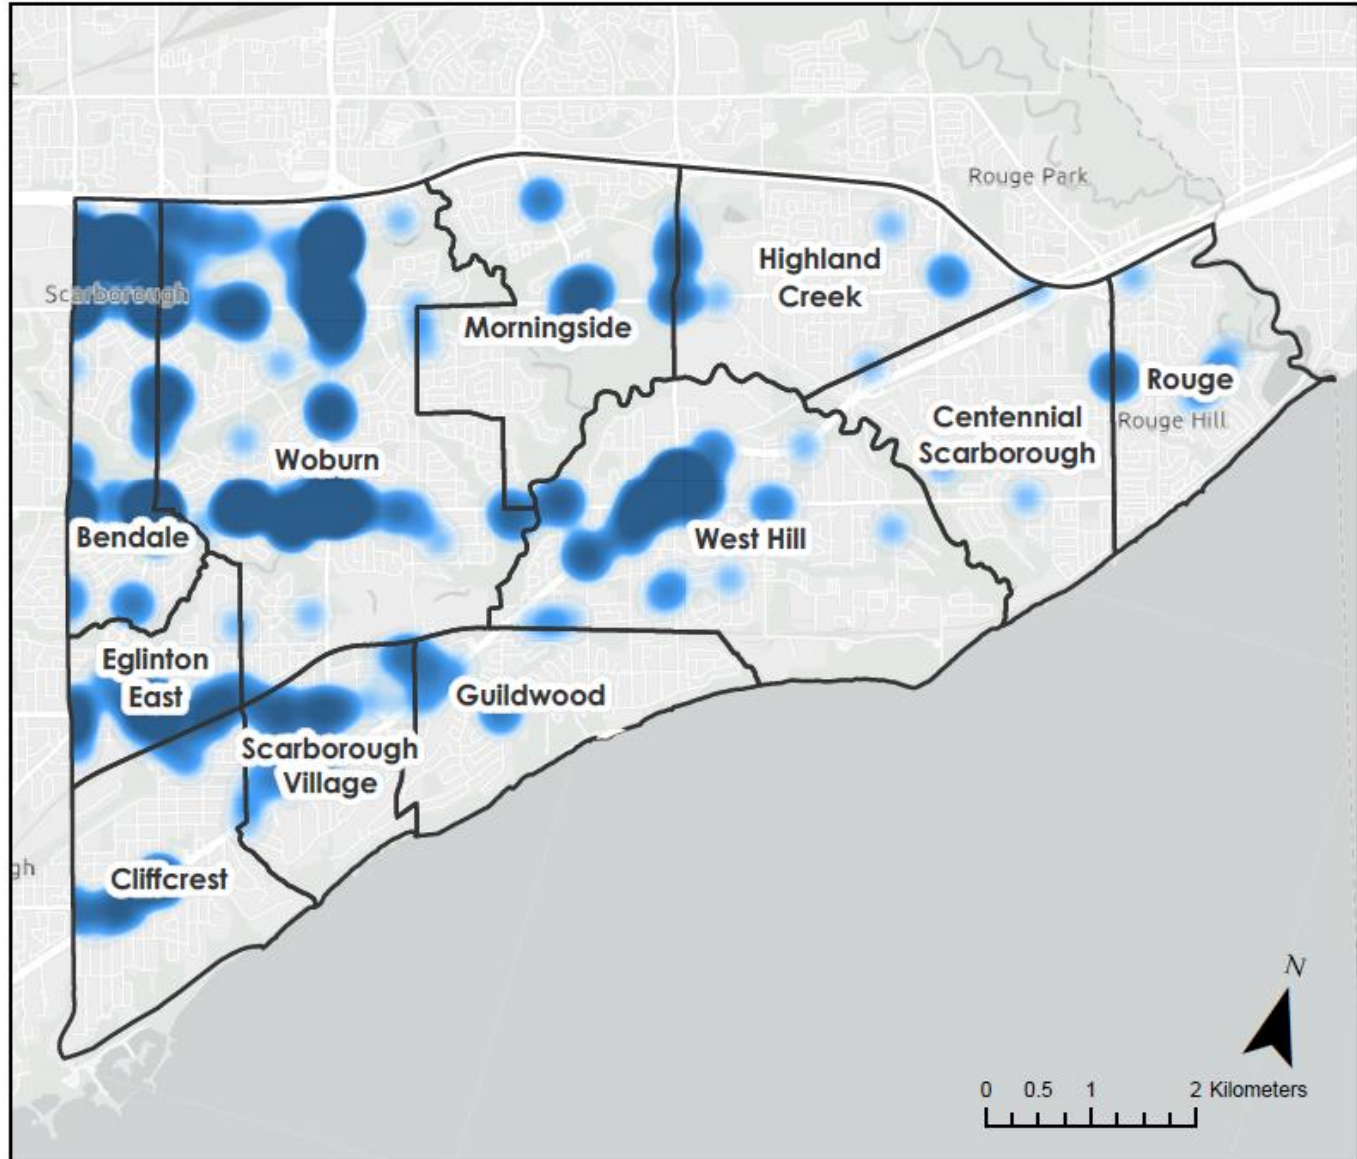 Rouge Park
Highland
Creek
Scarborough
Morningside
Rouge
Centennial
Scarborough
Rouge Hill
Woburn
Bendale
West Hill
Eglinton
East
Guildwood
Scarborough
Village
gh
Cliffcrest
N
0 0.5 1 2 Kilometers